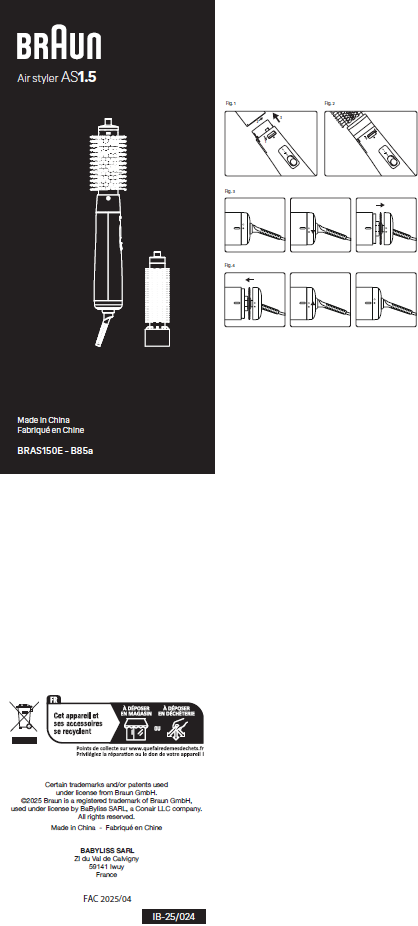 BRAUN
Air styler AS1.5
Made in China
Fabriqué en Chine
BRAS150E - B85a
Fig. 1
Fig. 2
Fig. 3
Fig. 4
FR
Cet appareil et
ses accessoires
se recyclent
À DÉPOSER
EN MAGASIN
OU
À DÉPOSER
EN DÉCHÈTERIE
Points de collecte sur www.quefairedemesdechets.fr
Privilégiez la réparation ou le don de votre appareil !
Certain trademarks and/or patents used
under license from Braun GmbH.
©2025 Braun is a registered trademark of Braun GmbH,
used under license by BaByliss SARL, a Conair LLC company.
All rights reserved.
Made in China - Fabriqué en Chine
BABYLISS SARL
ZI du Val de Calvigny
59141 Iwuy
France
FAC 2025/04
IB-25/024